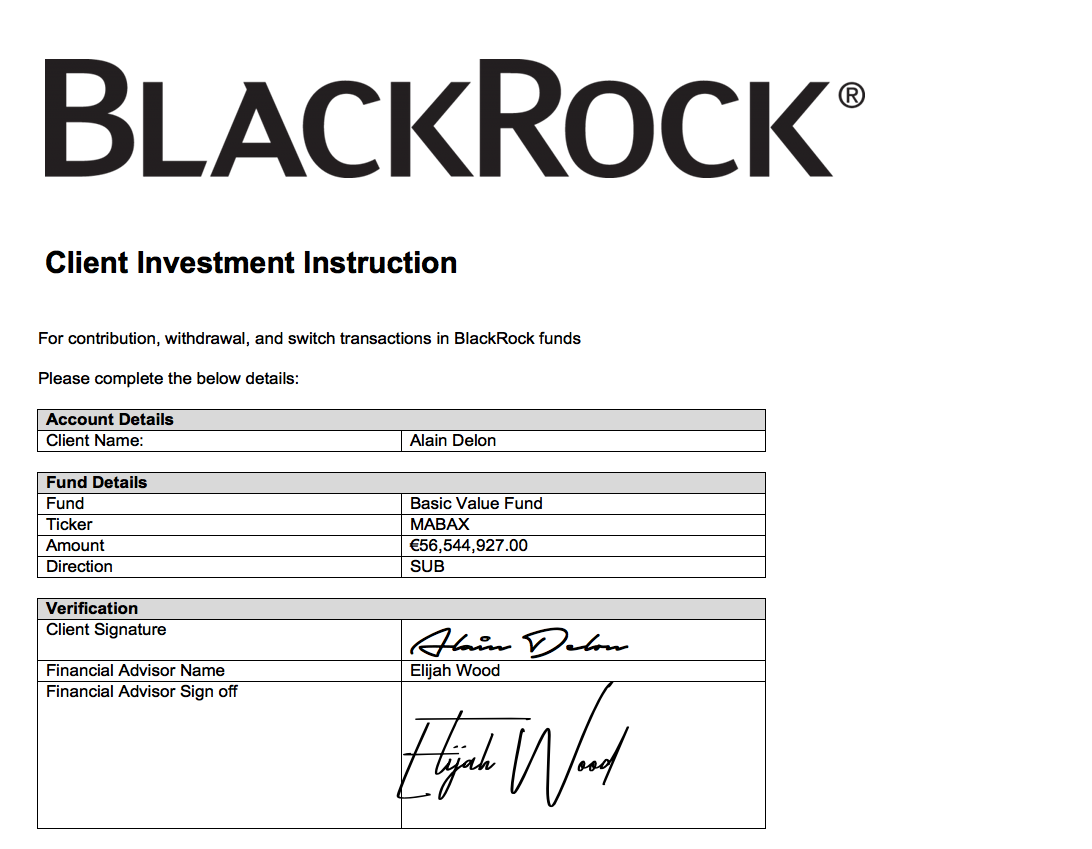 BLACKROCK®
Client Investment Instruction
For contribution, withdrawal, and switch transactions in BlackRock funds
Please complete the below details:
Account Details
Client Name: Alain Delon
Fund Details
Fund Basic Value Fund
Ticker MABAX
Amount €56,544,927.00
Direction SUB
Verification
Client Signature Alain Delon
Financial Advisor Name Elijah Wood
Financial Advisor Sign off Elijah Wood